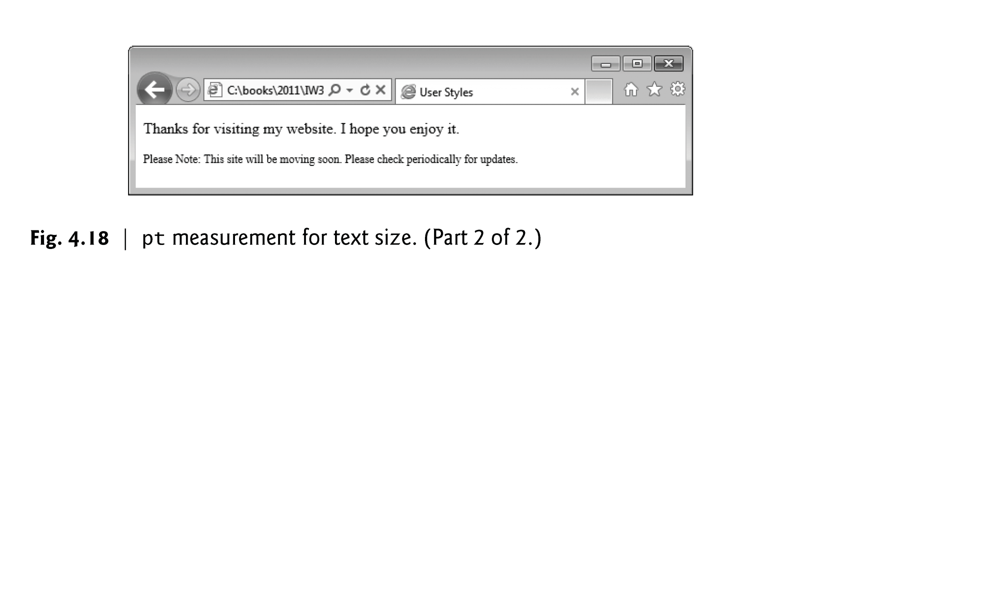 C:\books\2011\IW3
User Styles
Thanks for visiting my website. I hope you enjoy it.
Please Note: This site will be moving soon. Please check periodically for updates.
Fig. 4.18 | pt measurement for text size. (Part 2 of 2.)